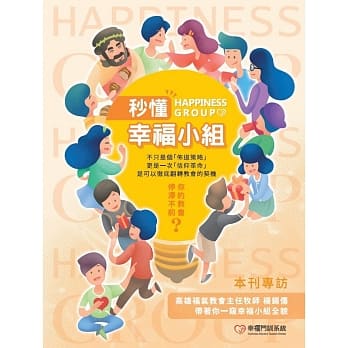 HAPPINESS
GROUP
秒懂
HAPPINESS
GROUP
幸福小組
不只是個「佈道策略」
更是一次「信仰革命」
是可以徹底翻轉教會的契機
你的教會
停滯不前
?
本刊專訪
高雄福氣教會主任牧師 楊錫儒
帶著你一窺幸福小組全貌
幸福門訓系統
HAPPINESS
GROUP